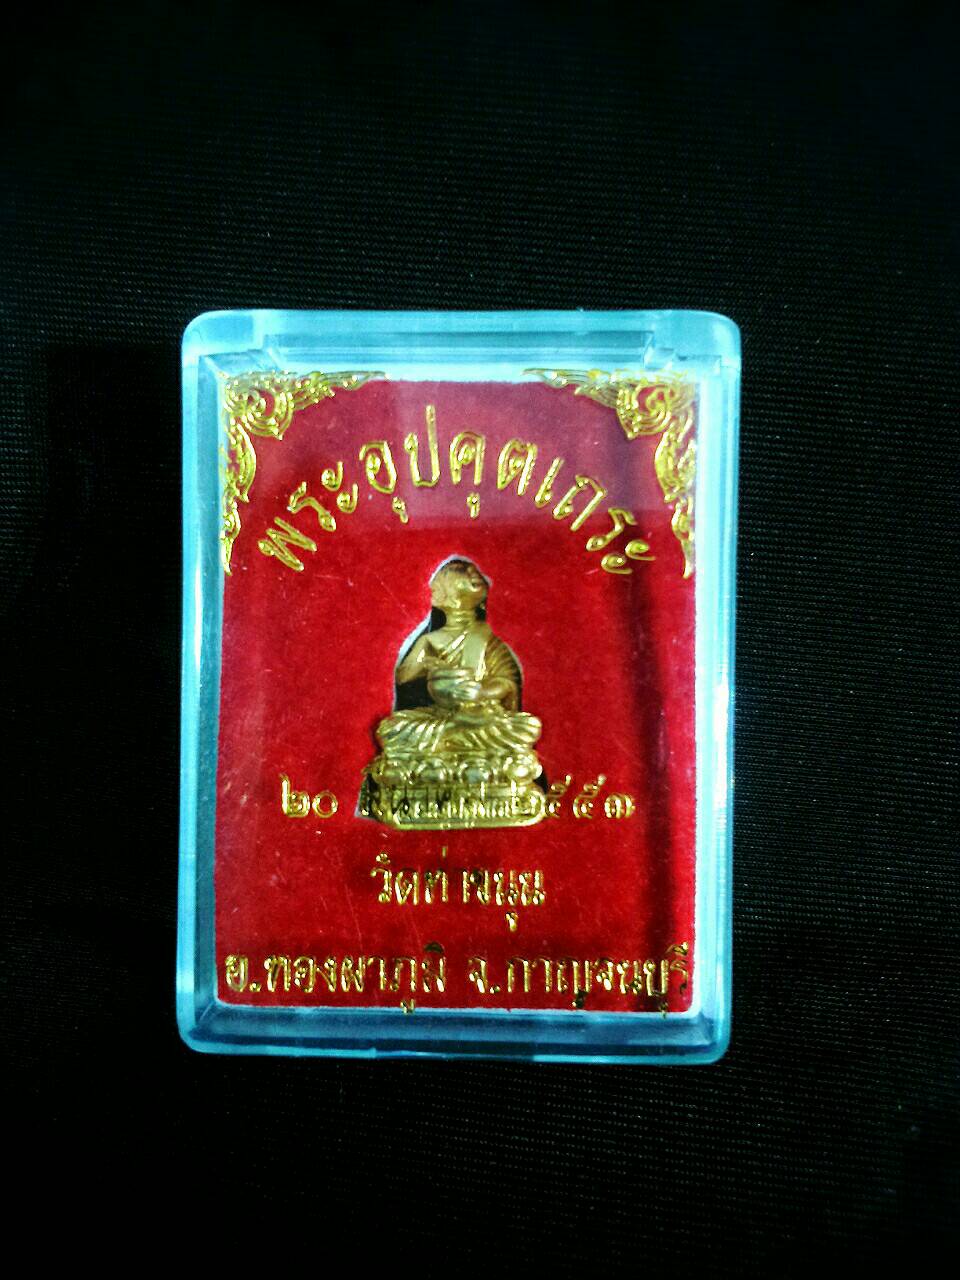 พระอุปคุตเถระ
๒๐ ๒๕๕๓
วัดท่าขนุน
อ.ทองผาภูมิ จ.กาญจนบุรี